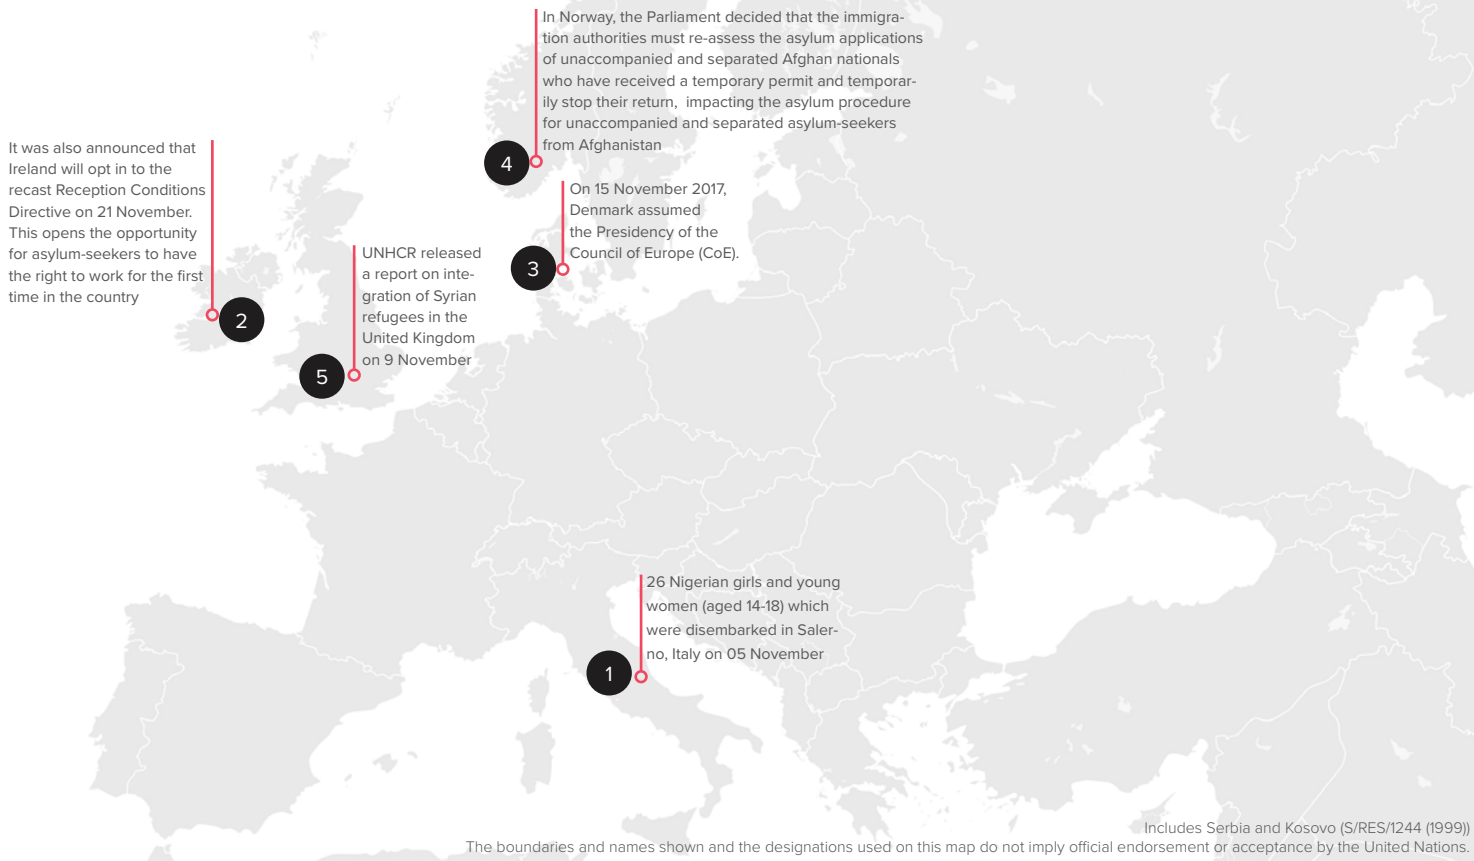 In Norway, the Parliament decided that the immigra-
tion authorities must re-assess the asylum applications
of unaccompanied and separated Afghan nationals
who have received a temporary permit and temporar-
ily stop their return,  impacting the asylum procedure
for unaccompanied and separated asylum-seekers
from Afghanistan
4
It was also announced that
Ireland will opt in to the
recast Reception Conditions
Directive on 21 November.
This opens the opportunity
for asylum-seekers to have
the right to work for the first
time in the country
2
On 15 November 2017,
Denmark assumed
the Presidency of the
Council of Europe (CoE).
3
UNHCR released
a report on inte-
gration of Syrian
refugees in the
United Kingdom
on 9 November
5
26 Nigerian girls and young
women (aged 14-18) which
were disembarked in Saler-
no, Italy on 05 November
1
Includes Serbia and Kosovo (S/RES/1244 (1999))
The boundaries and names shown and the designations used on this map do not imply official endorsement or acceptance by the United Nations.